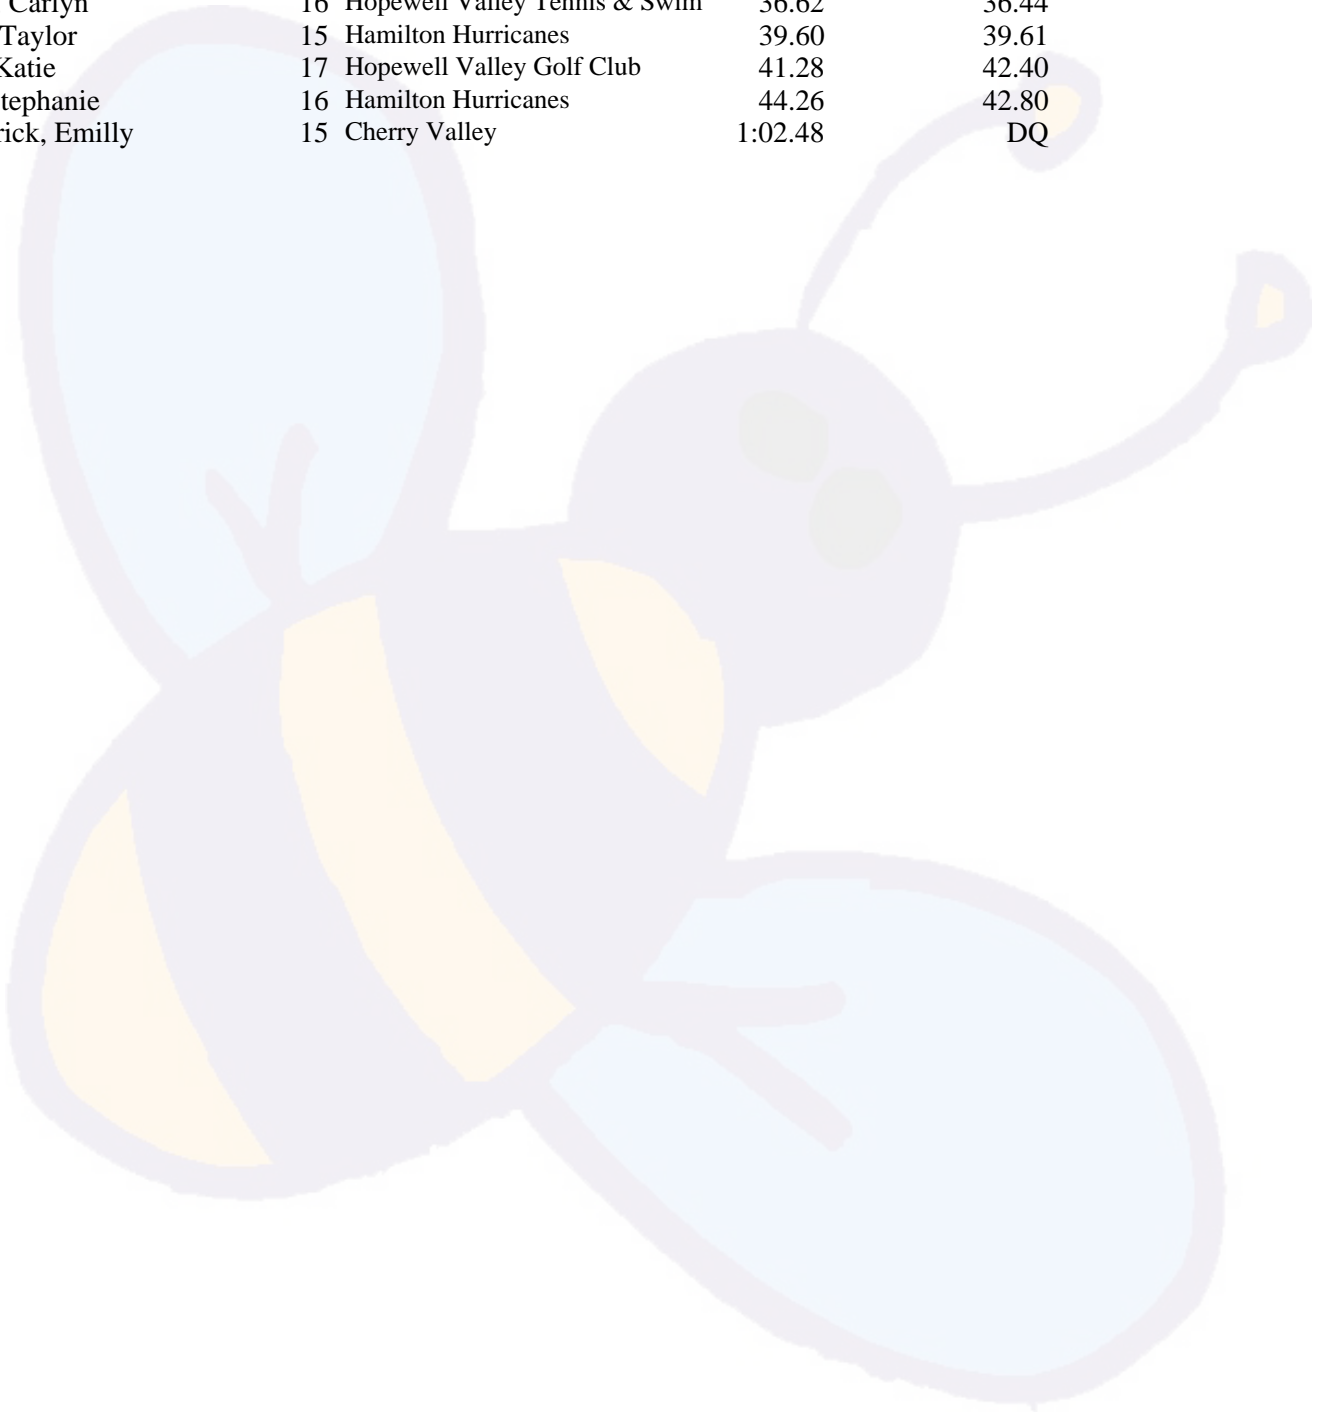 Carlyn 16 Hopewell Valley Tennis & Swim 36.62 36.44
Taylor 15 Hamilton Hurricanes 39.60 39.61
Katie 17 Hopewell Valley Golf Club 41.28 42.40
tephanie 16 Hamilton Hurricanes 44.26 42.80
rick, Emilly 15 Cherry Valley 1:02.48 DQ